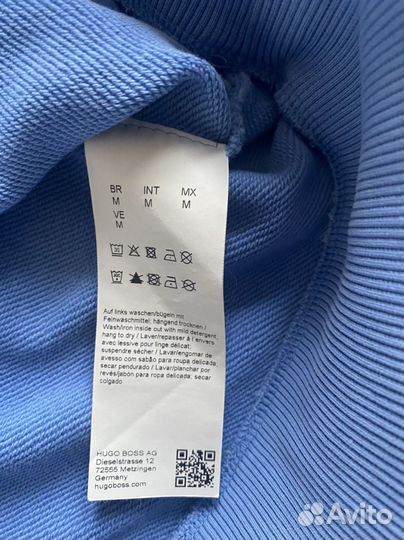 BR INT MX
M M M
VE
M
Auf links waschen/bügeln mit
Feinwaschmittel; hängend trocknen /
Wash/iron inside out with mild detergent,
hang to dry / Laver/repasser à l'envers
avec lessive pour linge délicat;
suspendre sécher / Lavar/engomar de
avesso com sabão para roupa delicada;
secar pendurado / Lavar/planchar por
revés/jabón para ropa delicada; secar
colgado
HUGO BOSS AG
Dieselstrasse 12
72555 Metzingen
Germany
hugoboss.com
Avito